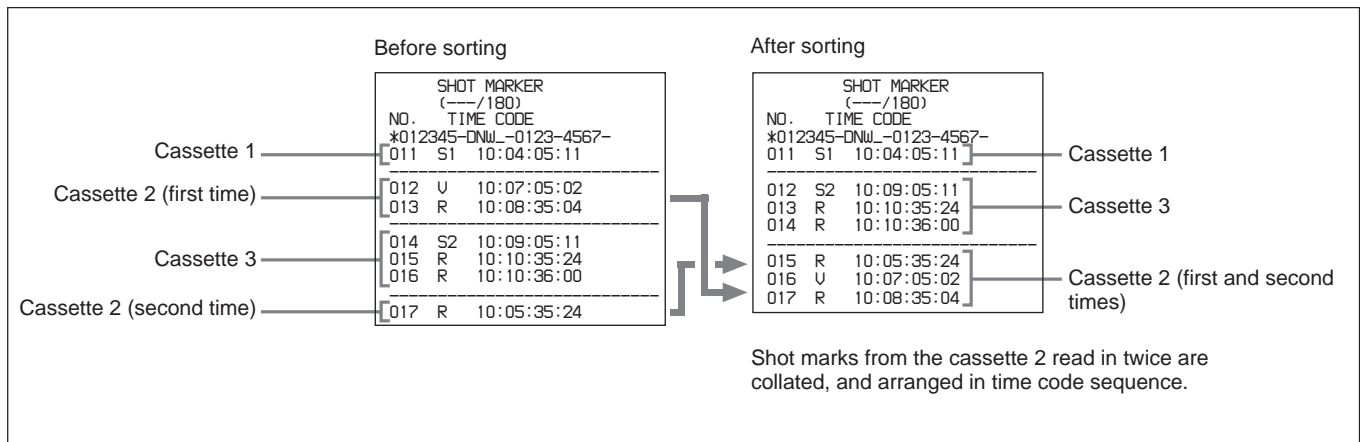 Before sorting
SHOT MARKER
(---/180)
NO. TIME CODE
*012345-DNW_-0123-4567-
Cassette 1
011 S1 10:04:05:11
Cassette 2 (first time)
012 V 10:07:05:02
013 R 10:08:35:04
Cassette 3
014 S2 10:09:05:11
015 R 10:10:35:24
016 R 10:10:36:00
Cassette 2 (second time)
017 R 10:05:35:24
After sorting
SHOT MARKER
(---/180)
NO. TIME CODE
*012345-DNW_-0123-4567-
011 S1 10:04:05:11
Cassette 1
012 S2 10:09:05:11
013 R 10:10:35:24
014 R 10:10:36:00
Cassette 3
015 R 10:05:35:24
016 V 10:07:05:02
017 R 10:08:35:04
Cassette 2 (first and second
times)
Shot marks from the cassette 2 read in twice are
collated, and arranged in time code sequence.